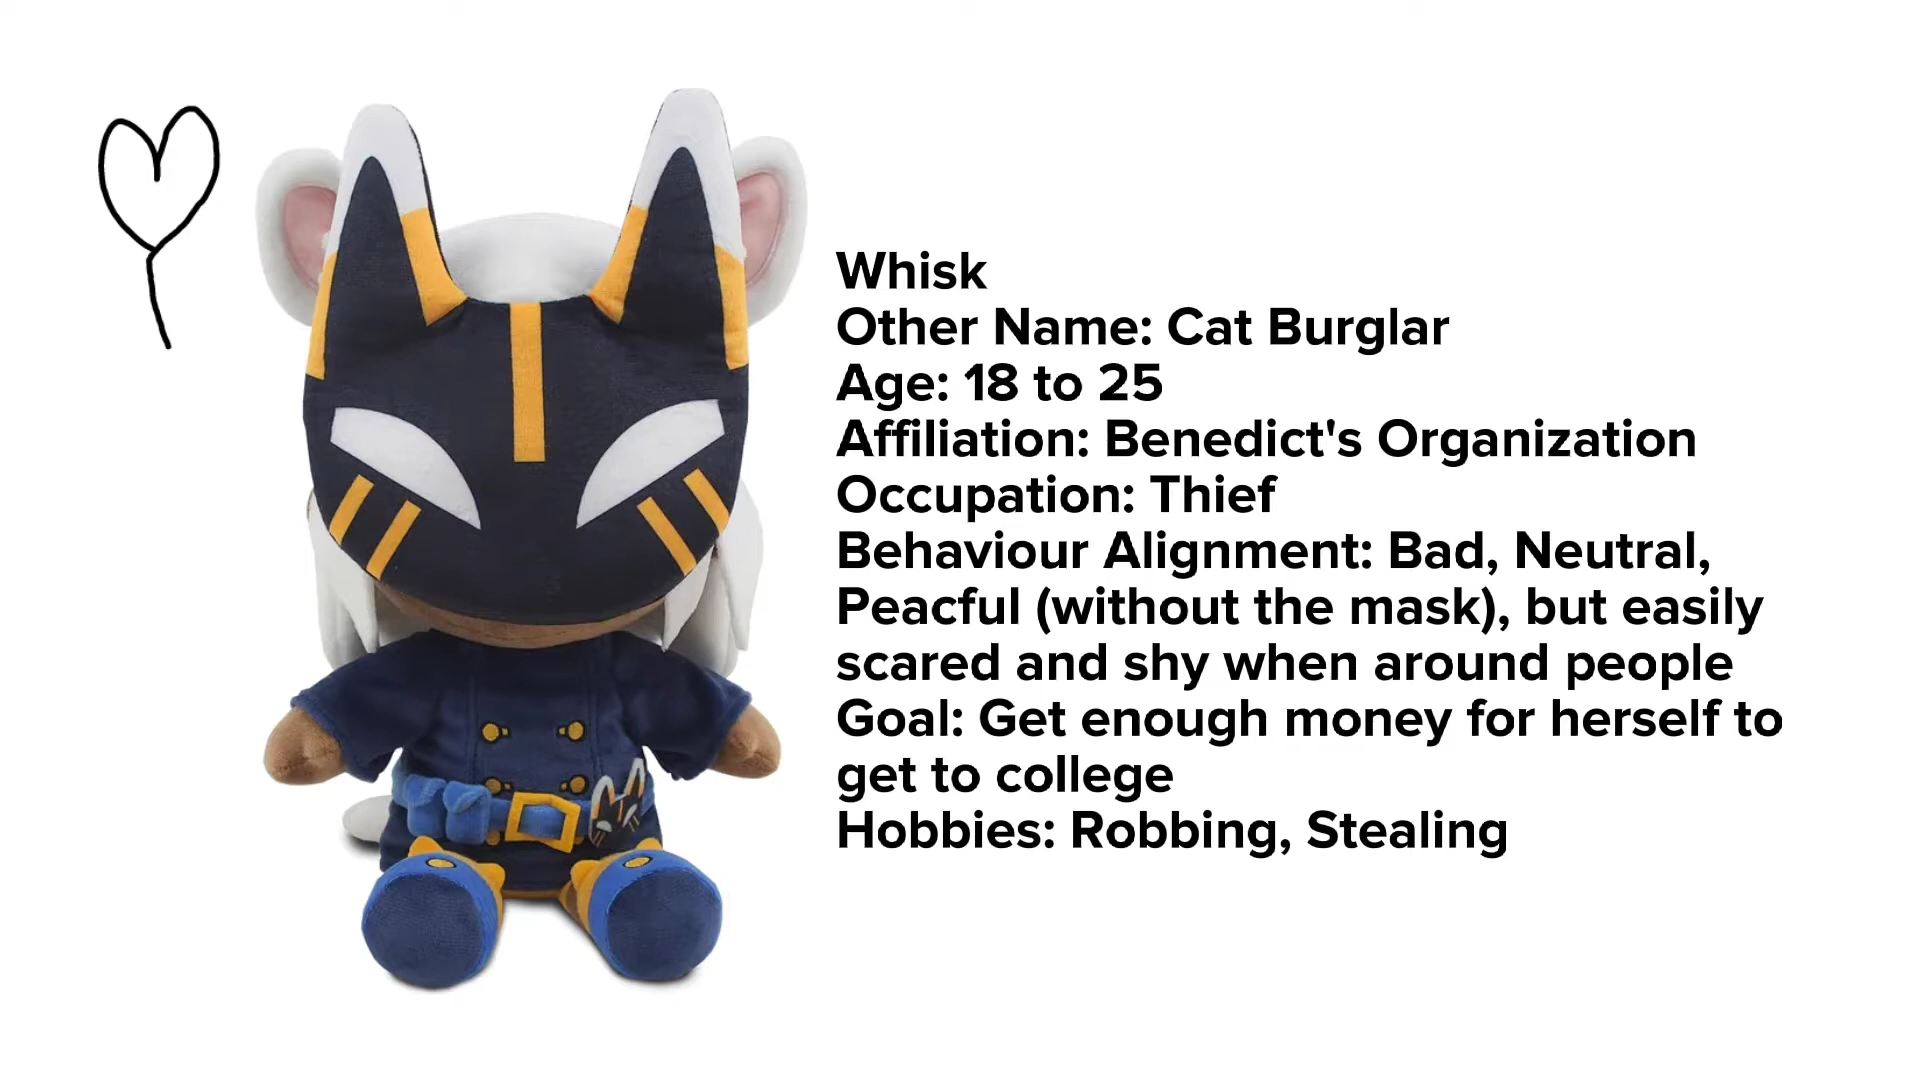 Whisk
Other Name: Cat Burglar
Age: 18 to 25
Affiliation: Benedict's Organization
Occupation: Thief
Behaviour Alignment: Bad, Neutral,
Peacful (without the mask), but easily
scared and shy when around people
Goal: Get enough money for herself to
get to college
Hobbies: Robbing, Stealing